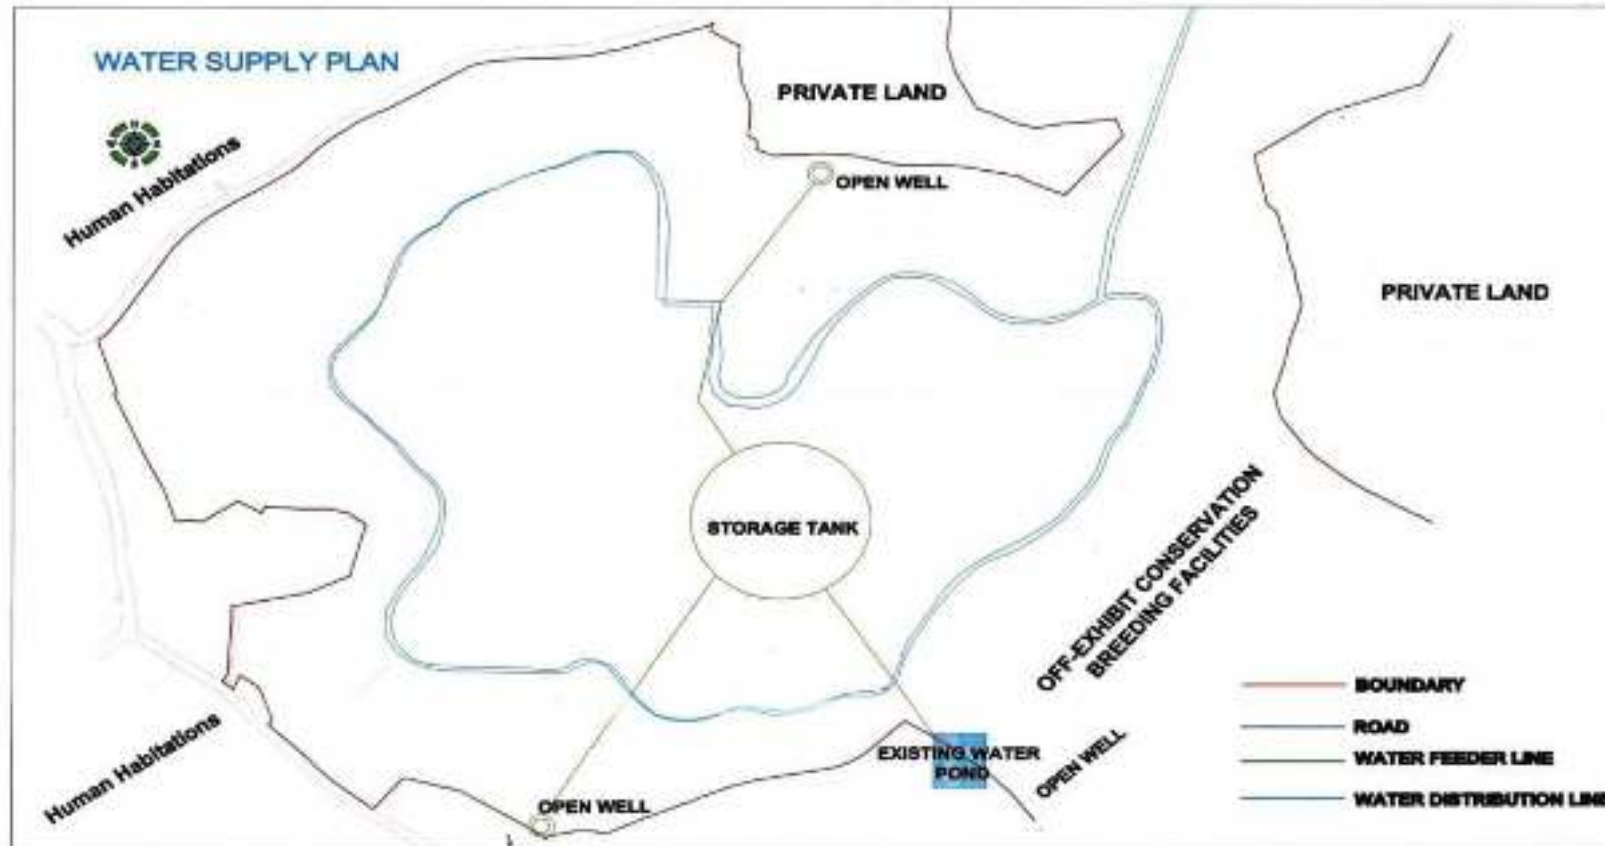 WATER SUPPLY PLAN
PRIVATE LAND
Human Habitations
OPEN WELL
PRIVATE LAND
STORAGE TANK
OFF-EXHIBIT CONSERVATION
BREEDING FACILITIES
Human Habitations
EXISTING WATER
POND
OPEN WELL
OPEN WELL
BOUNDARY
ROAD
WATER FEEDER LINE
WATER DISTRIBUTION LINE